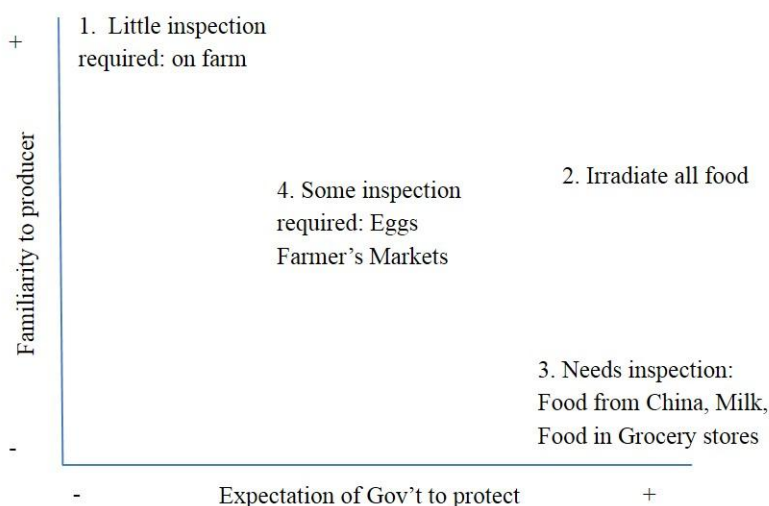 1. Little inspection
required: on farm
+
Familiarity to producer
4. Some inspection
required: Eggs
Farmer's Markets
2. Irradiate all food
3. Needs inspection:
Food from China, Milk,
Food in Grocery stores
-
-
Expectation of Gov't to protect
+